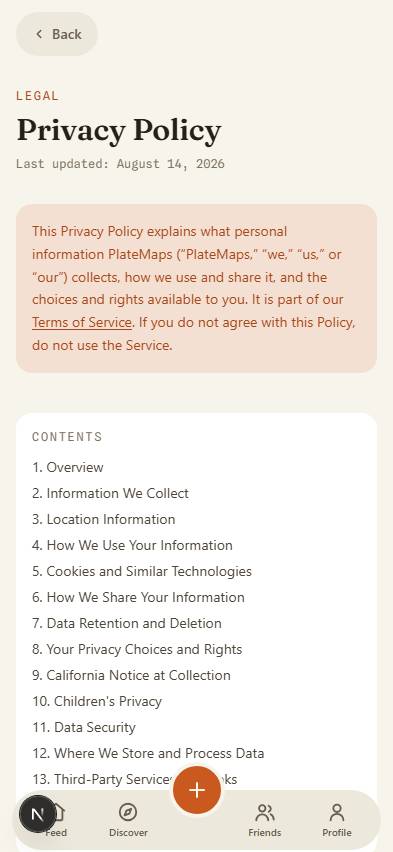 Back
LEGAL
Privacy Policy
Last updated: August 14, 2026
This Privacy Policy explains what personal
information PlateMaps (“PlateMaps,” “we,” “us,” or
“our”) collects, how we use and share it, and the
choices and rights available to you. It is part of our
Terms of Service. If you do not agree with this Policy,
do not use the Service.
CONTENTS
1. Overview
2. Information We Collect
3. Location Information
4. How We Use Your Information
5. Cookies and Similar Technologies
6. How We Share Your Information
7. Data Retention and Deletion
8. Your Privacy Choices and Rights
9. California Notice at Collection
10. Children's Privacy
11. Data Security
12. Where We Store and Process Data
13. Third-Party Services
N
Feed
Discover
Friends
Profile